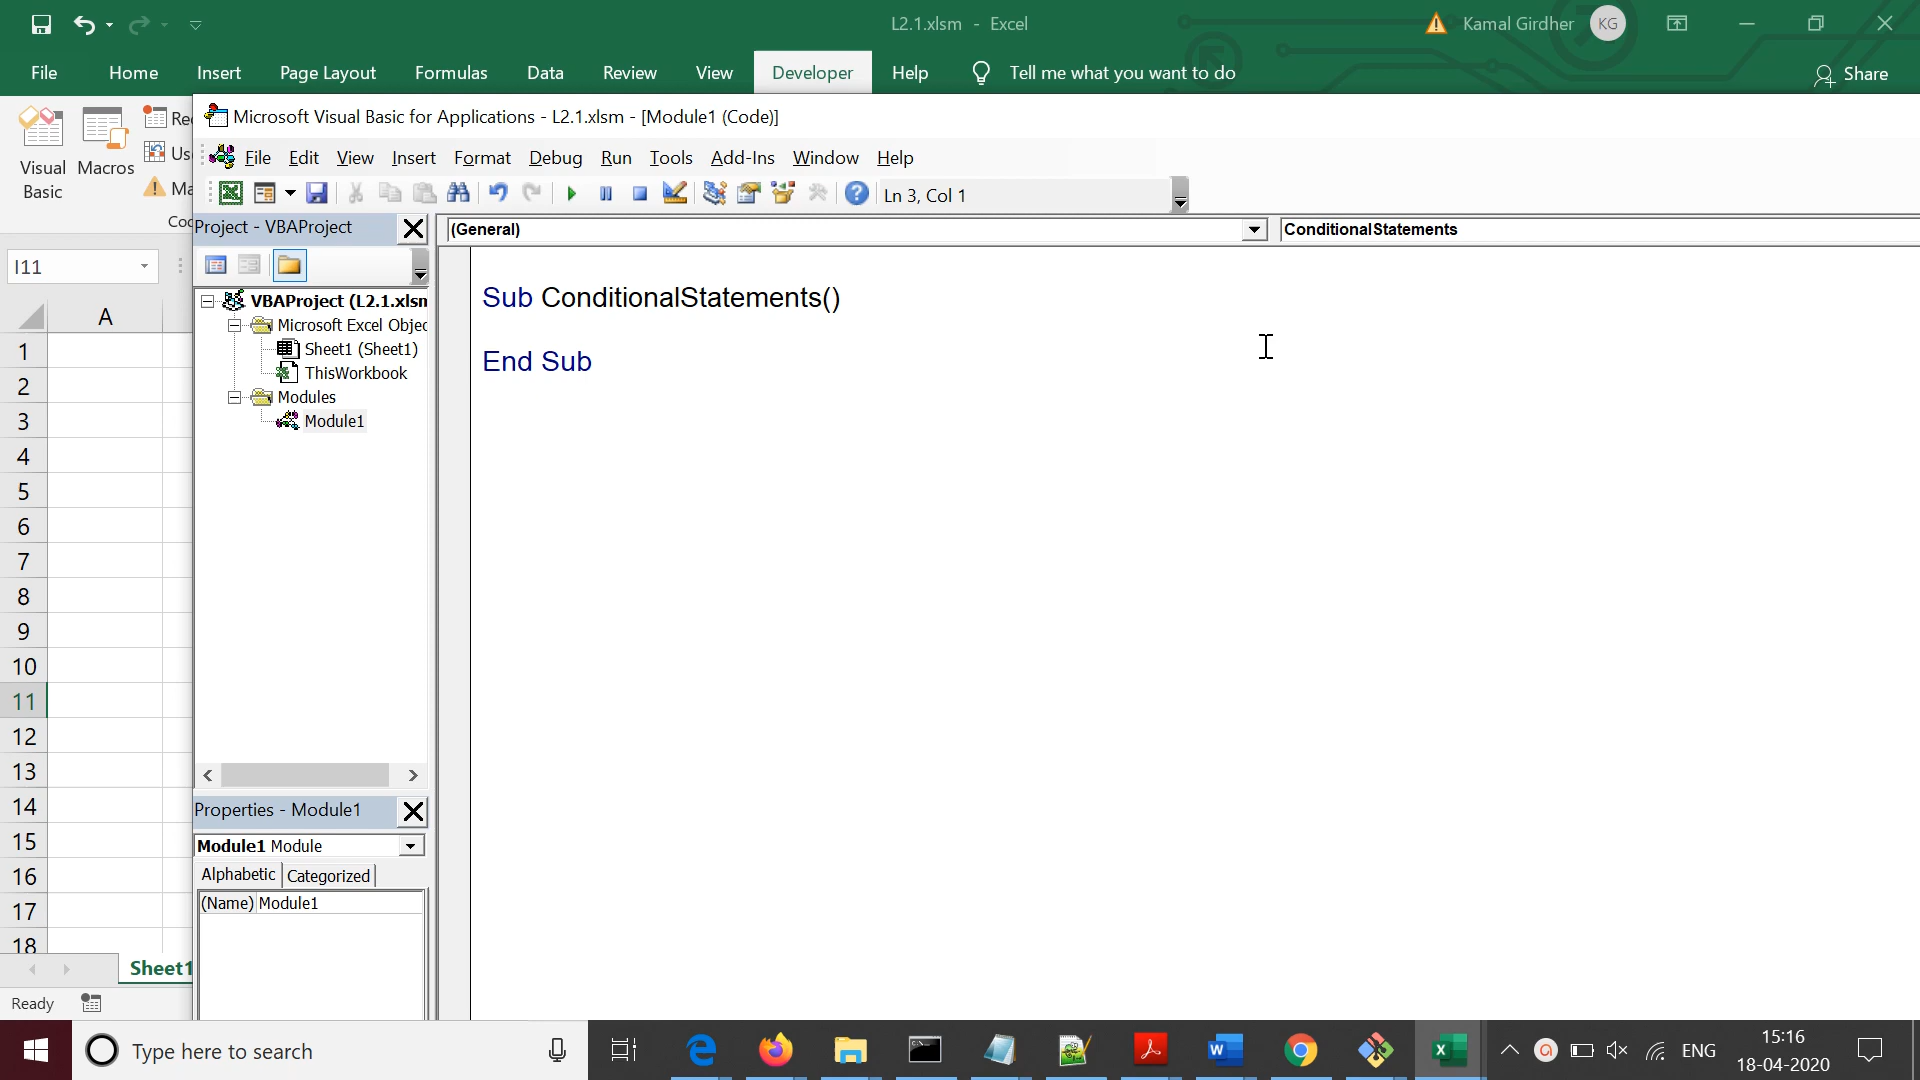 L2.1.xlsm - Excel
Kamal Girdher KG
File Home Insert Page Layout Formulas Data Review View Developer Help Tell me what you want to do Share
Visual Basic
Macros
Microsoft Visual Basic for Applications - L2.1.xlsm - [Module1 (Code)]
File Edit View Insert Format Debug Run Tools Add-Ins Window Help
Ln 3, Col 1
Project - VBAProject
(General)
ConditionalStatements
I11
VBAProject (L2.1.xlsm
Microsoft Excel Objec
Sheet1 (Sheet1)
ThisWorkbook
Modules
Module1
Sub ConditionalStatements()
End Sub
A
1
2
3
4
5
6
7
8
9
10
11
12
13
14
15
16
17
18
Properties - Module1
Module1 Module
Alphabetic Categorized
(Name) Module1
Sheet1
Ready
Type here to search
ENG
15:16
18-04-2020